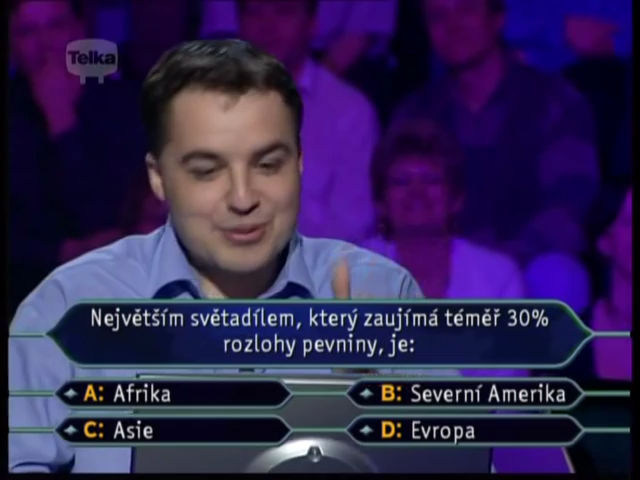 Telka
Největším světadílem, který zaujímá téměř 30%
rozlohy pevniny, je:
A: Afrika
B: Severní Amerika
C: Asie
D: Evropa